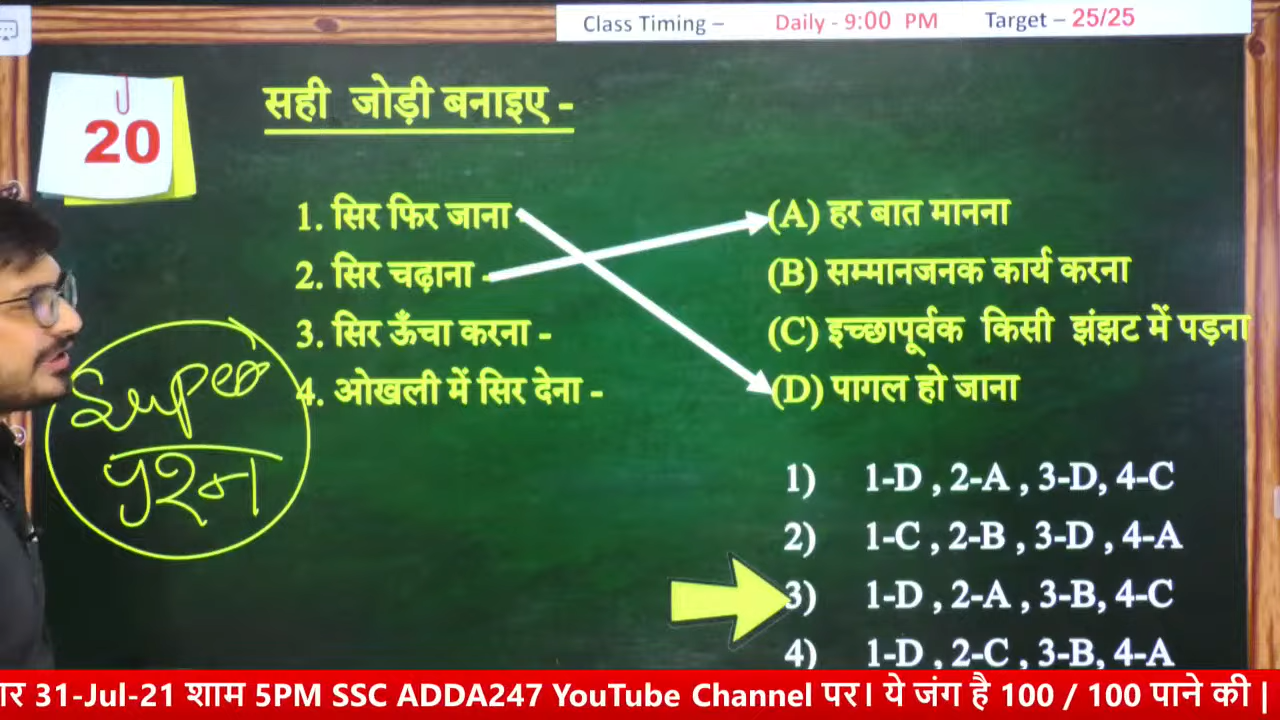 Class Timing – Daily - 9:00 PM Target – 25/25
20
सही जोड़ी बनाइए -
1. सिर फिर जाना -
(A) हर बात मानना
2. सिर चढ़ाना -
(B) सम्मानजनक कार्य करना
3. सिर ऊँचा करना -
(C) इच्छापूर्वक किसी झंझट में पड़ना
4. ओखली में सिर देना -
(D) पागल हो जाना
Super
प्रश्न
1) 1-D , 2-A , 3-D, 4-C
2) 1-C , 2-B , 3-D , 4-A
3) 1-D , 2-A , 3-B, 4-C
4) 1-D , 2-C , 3-B, 4-A
31-Jul-21 शाम 5PM SSC ADDA247 YouTube Channel पर। ये जंग है 100 / 100 पाने की |